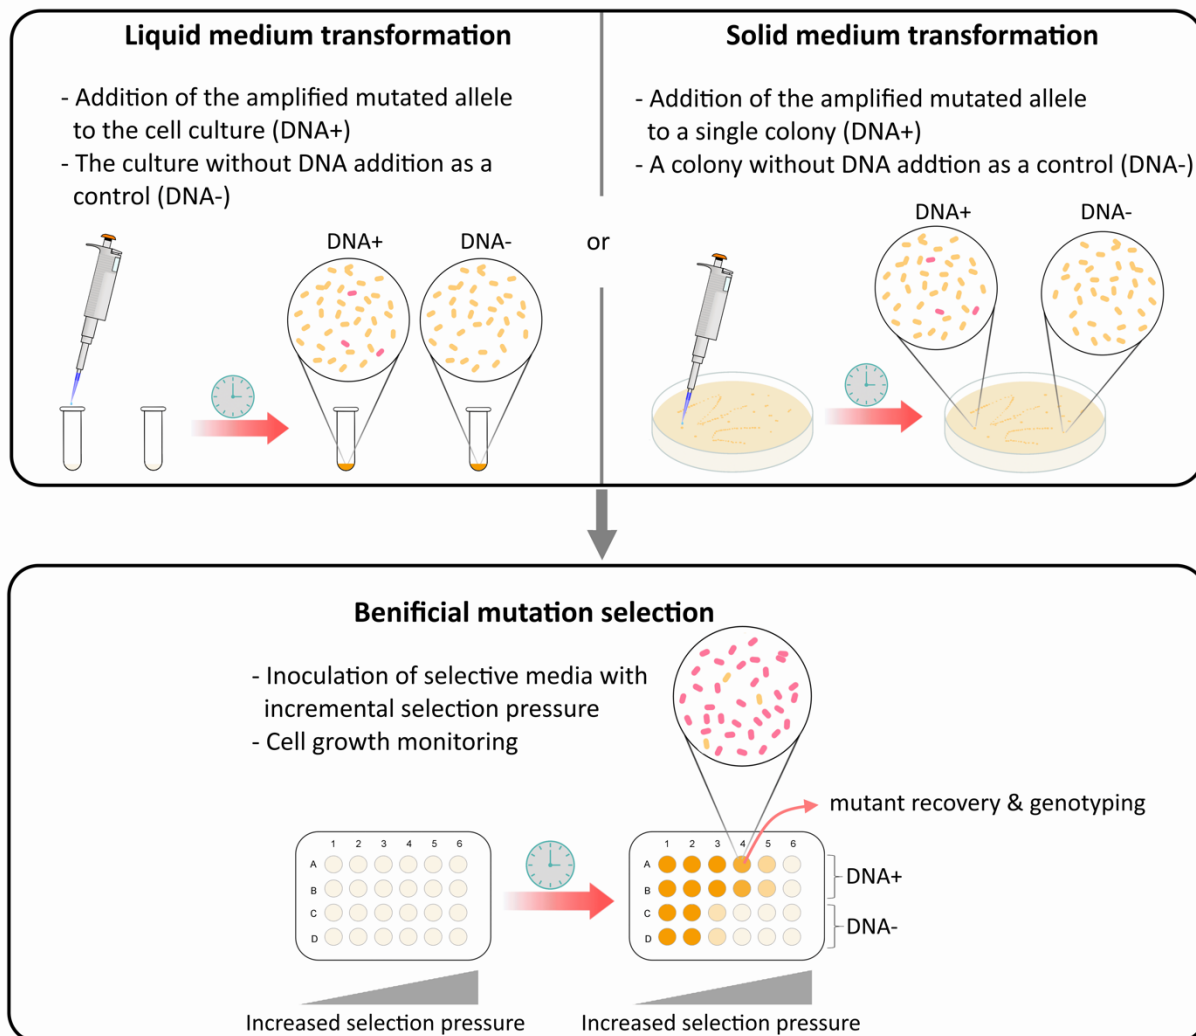 Liquid medium transformation
- Addition of the amplified mutated allele
to the cell culture (DNA+)
- The culture without DNA addition as a
control (DNA-)
DNA+ DNA-
or
Solid medium transformation
- Addition of the amplified mutated allele
to a single colony (DNA+)
- A colony without DNA addtion as a control (DNA-)
DNA+ DNA-
Benificial mutation selection
- Inoculation of selective media with
incremental selection pressure
- Cell growth monitoring
mutant recovery & genotyping
1 2 3 4 5 6
A
B
C
D
Increased selection pressure
1 2 3 4 5 6
A
B
C
D
DNA+
DNA-
Increased selection pressure